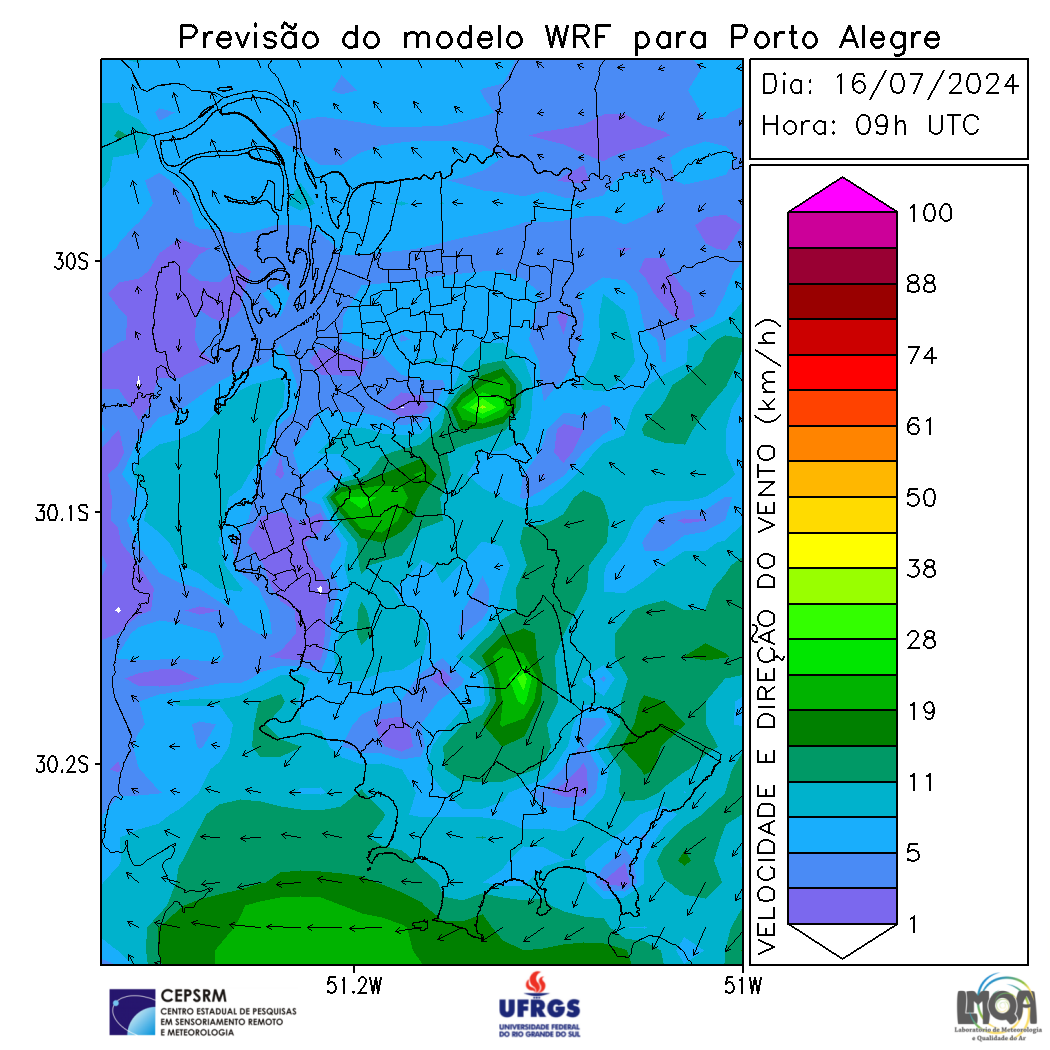 Previsão do modelo WRF para Porto Alegre
Dia: 16/07/2024
Hora: 09h UTC
30S
30.1S
30.2S
51.2W
51W
VELOCIDADE E DIREÇÃO DO VENTO (km/h)
100
88
74
61
50
38
28
19
11
5
1
CEPSRM
CENTRO ESTADUAL DE PESQUISAS
EM SENSORIAMENTO REMOTO
E METEOROLOGIA
UFRGS
UNIVERSIDADE FEDERAL
DO RIO GRANDE DO SUL
LMQA
Laboratório de Meteorologia
e Qualidade do Ar